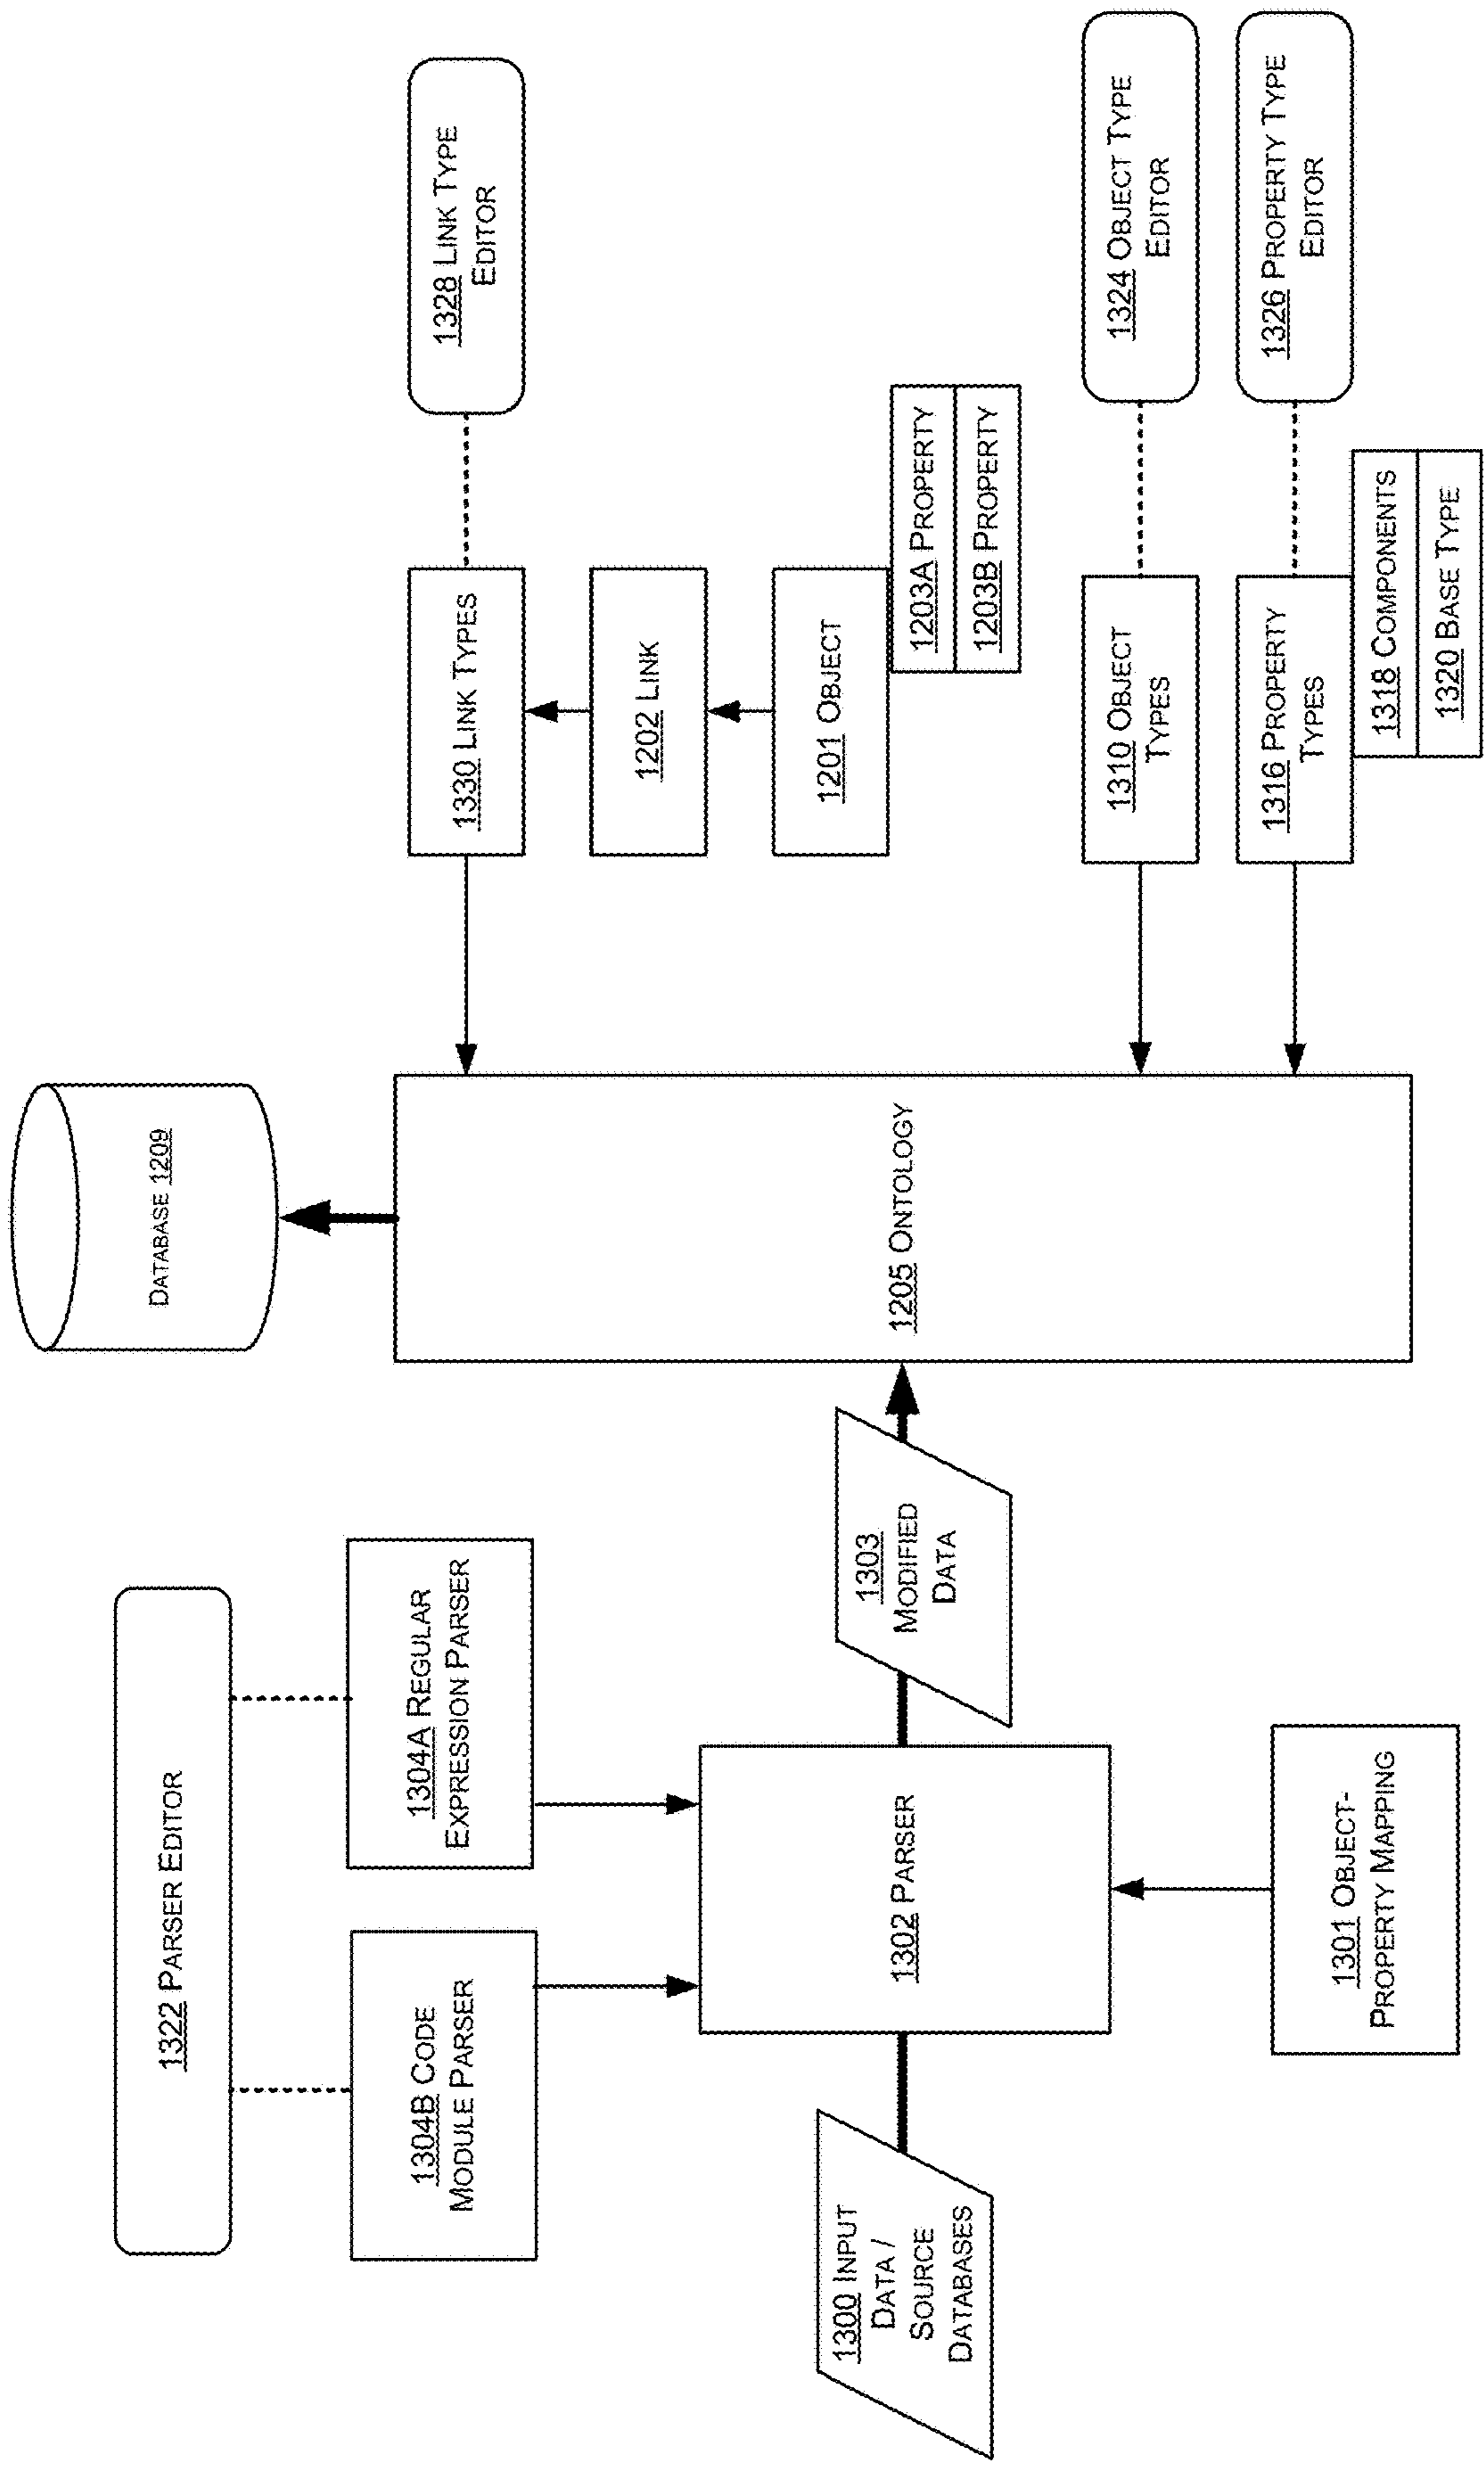 1322 PARSER EDITOR
1304B CODE
MODULE PARSER
1304A REGULAR
EXPRESSION PARSER
1300 INPUT
DATA /
SOURCE
DATABASES
1302 PARSER
1303
MODIFIED
DATA
1301 OBJECT-
PROPERTY MAPPING
DATABASE 1209
1205 ONTOLOGY
1330 LINK TYPES
1328 LINK TYPE
EDITOR
1202 LINK
1201 OBJECT
1203A PROPERTY
1203B PROPERTY
1310 OBJECT
TYPES
1324 OBJECT TYPE
EDITOR
1316 PROPERTY
TYPES
1326 PROPERTY TYPE
EDITOR
1318 COMPONENTS
1320 BASE TYPE